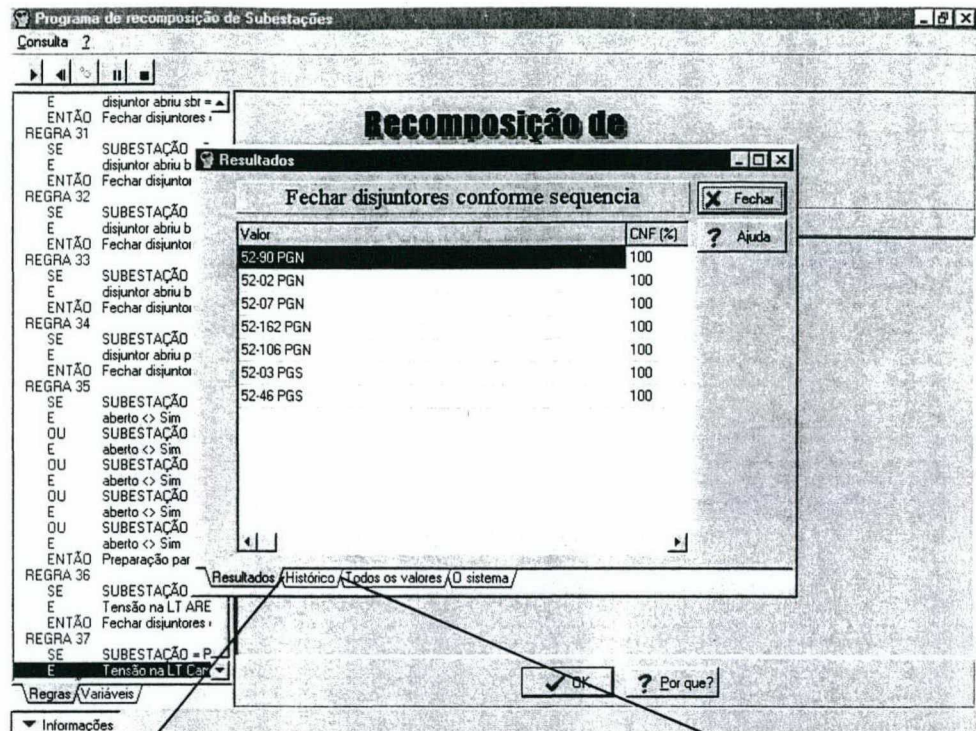 Programa de recomposição de Subestações
Consulta ?
E disjuntor abriu sbr =
ENTÃO Fechar disjuntores
REGRA 31
SE SUBESTAÇÃO
E disjuntor abriu b
ENTÃO Fechar disjuntor
REGRA 32
SE SUBESTAÇÃO
E disjuntor abriu b
ENTÃO Fechar disjuntor
REGRA 33
SE SUBESTAÇÃO
E disjuntor abriu b
ENTÃO Fechar disjuntor
REGRA 34
SE SUBESTAÇÃO
E disjuntor abriu p
ENTÃO Fechar disjuntor
REGRA 35
SE SUBESTAÇÃO
E aberto <> Sim
OU SUBESTAÇÃO
E aberto <> Sim
OU SUBESTAÇÃO
E aberto <> Sim
OU SUBESTAÇÃO
E aberto <> Sim
OU SUBESTAÇÃO
E aberto <> Sim
ENTÃO Preparação par
REGRA 36
SE SUBESTAÇÃO
E Tensão na LT ARE
ENTÃO Fechar disjuntores
REGRA 37
SE SUBESTAÇÃO = P
E Tensão na LT Cam
Regras Variáveis
Informações
Recomposição de
Resultados
Fechar disjuntores conforme sequencia
Fechar
Ajuda
Valor CNF (%)
52-90 PGN 100
52-02 PGN 100
52-07 PGN 100
52-162 PGN 100
52-106 PGN 100
52-03 PGS 100
52-46 PGS 100
Resultados Histórico Todos os valores O sistema
OK
Por que?